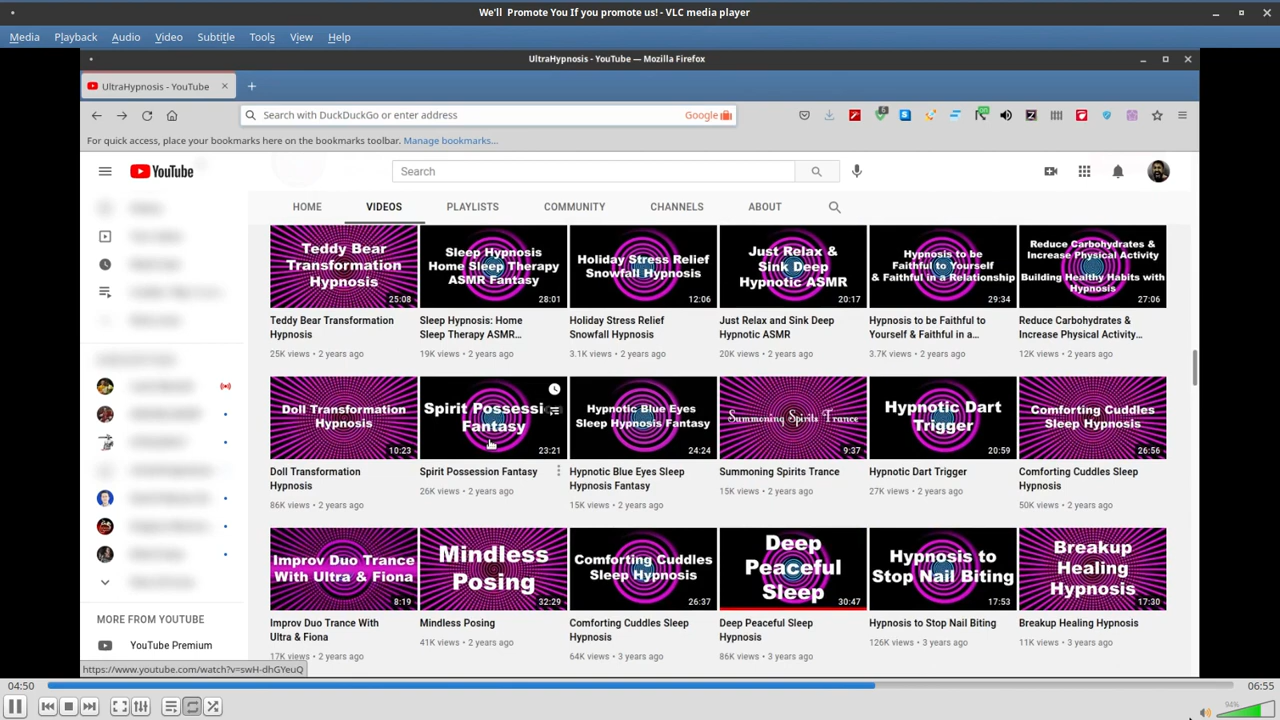 We'll  Promote You If you promote us! - VLC media player
Media Playback Audio Video Subtitle Tools View Help
UltraHypnosis - YouTube — Mozilla Firefox
UltraHypnosis - YouTube
Search with DuckDuckGo or enter address
Google
For quick access, place your bookmarks here on the bookmarks toolbar. Manage bookmarks...
YouTube
Search
HOME VIDEOS PLAYLISTS COMMUNITY CHANNELS ABOUT
Teddy Bear
Transformation
Hypnosis
25:08
Sleep Hypnosis
Home Sleep Therapy
ASMR Fantasy
28:01
Holiday Stress Relief
Snowfall Hypnosis
12:06
Just Relax &
Sink Deep
Hypnotic ASMR
20:17
Hypnosis to be
Faithful to Yourself
& Faithful in a Relationship
29:34
Reduce Carbohydrates &
Increase Physical Activity
Building Healthy Habits with
Hypnosis
27:06
Teddy Bear Transformation
Hypnosis
25K views • 2 years ago
Sleep Hypnosis: Home
Sleep Therapy ASMR...
19K views • 2 years ago
Holiday Stress Relief
Snowfall Hypnosis
3.1K views • 2 years ago
Just Relax and Sink Deep
Hypnotic ASMR
20K views • 2 years ago
Hypnosis to be Faithful to
Yourself & Faithful in a...
3.7K views • 2 years ago
Reduce Carbohydrates &
Increase Physical Activity...
12K views • 2 years ago
Doll Transformation
Hypnosis
10:23
Spirit Possessi
Fantasy
23:21
Hypnotic Blue Eyes
Sleep Hypnosis Fantasy
24:24
Summoning Spirits Trance
9:37
Hypnotic Dart
Trigger
20:59
Comforting Cuddles
Sleep Hypnosis
26:56
Doll Transformation
Hypnosis
86K views • 2 years ago
Spirit Possession Fantasy
26K views • 2 years ago
Hypnotic Blue Eyes Sleep
Hypnosis Fantasy
15K views • 2 years ago
Summoning Spirits Trance
15K views • 2 years ago
Hypnotic Dart Trigger
27K views • 2 years ago
Comforting Cuddles Sleep
Hypnosis
50K views • 2 years ago
Improv Duo Trance
With Ultra & Fiona
8:19
Mindless
Posing
32:29
Comforting Cuddles
Sleep Hypnosis
26:37
Deep
Peaceful
Sleep
30:47
Hypnosis to
Stop Nail Biting
17:53
Breakup
Healing
Hypnosis
17:30
Improv Duo Trance With
Ultra & Fiona
17K views • 2 years ago
Mindless Posing
41K views • 2 years ago
Comforting Cuddles Sleep
Hypnosis
64K views • 3 years ago
Deep Peaceful Sleep
Hypnosis
86K views • 3 years ago
Hypnosis to Stop Nail Biting
126K views • 3 years ago
Breakup Healing Hypnosis
11K views • 3 years ago
MORE FROM YOUTUBE
YouTube Premium
https://www.youtube.com/watch?v=swH-dhGYeuQ
04:50
06:55
94%